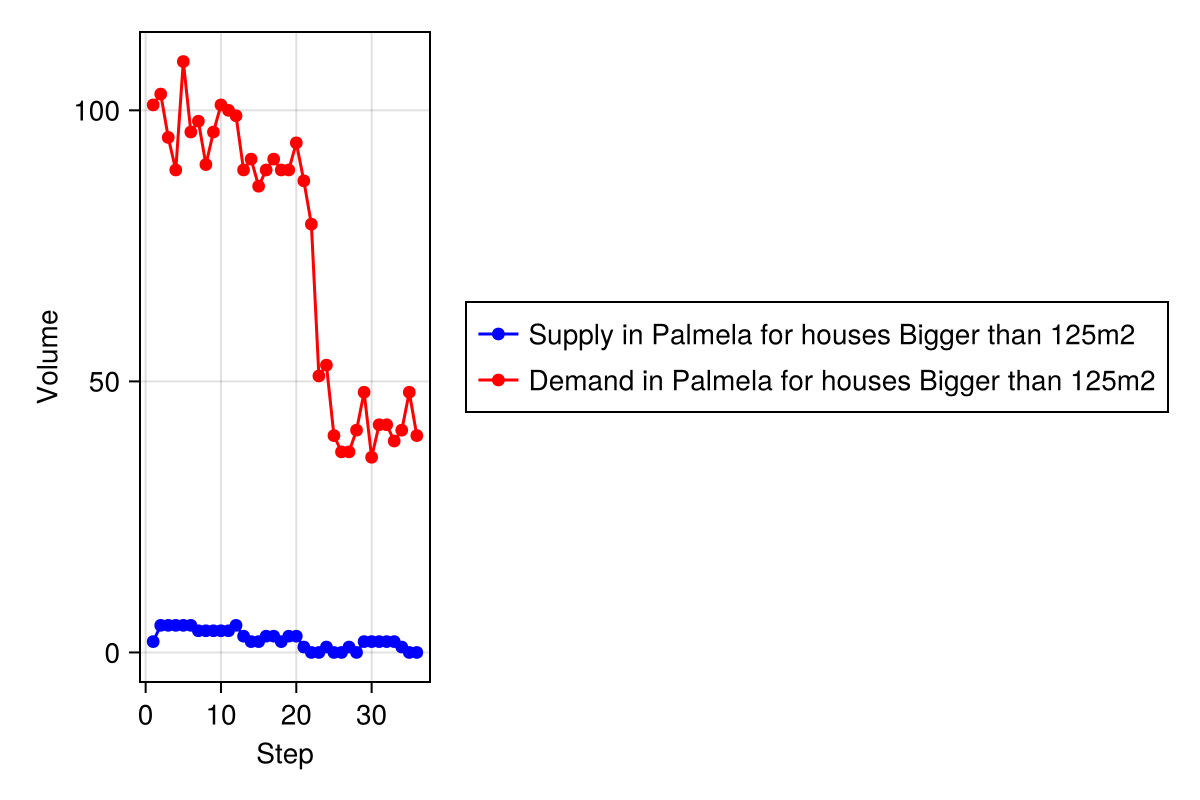 100
50
0
Volume
0 10 20 30
Step
Supply in Palmela for houses Bigger than 125m2
Demand in Palmela for houses Bigger than 125m2